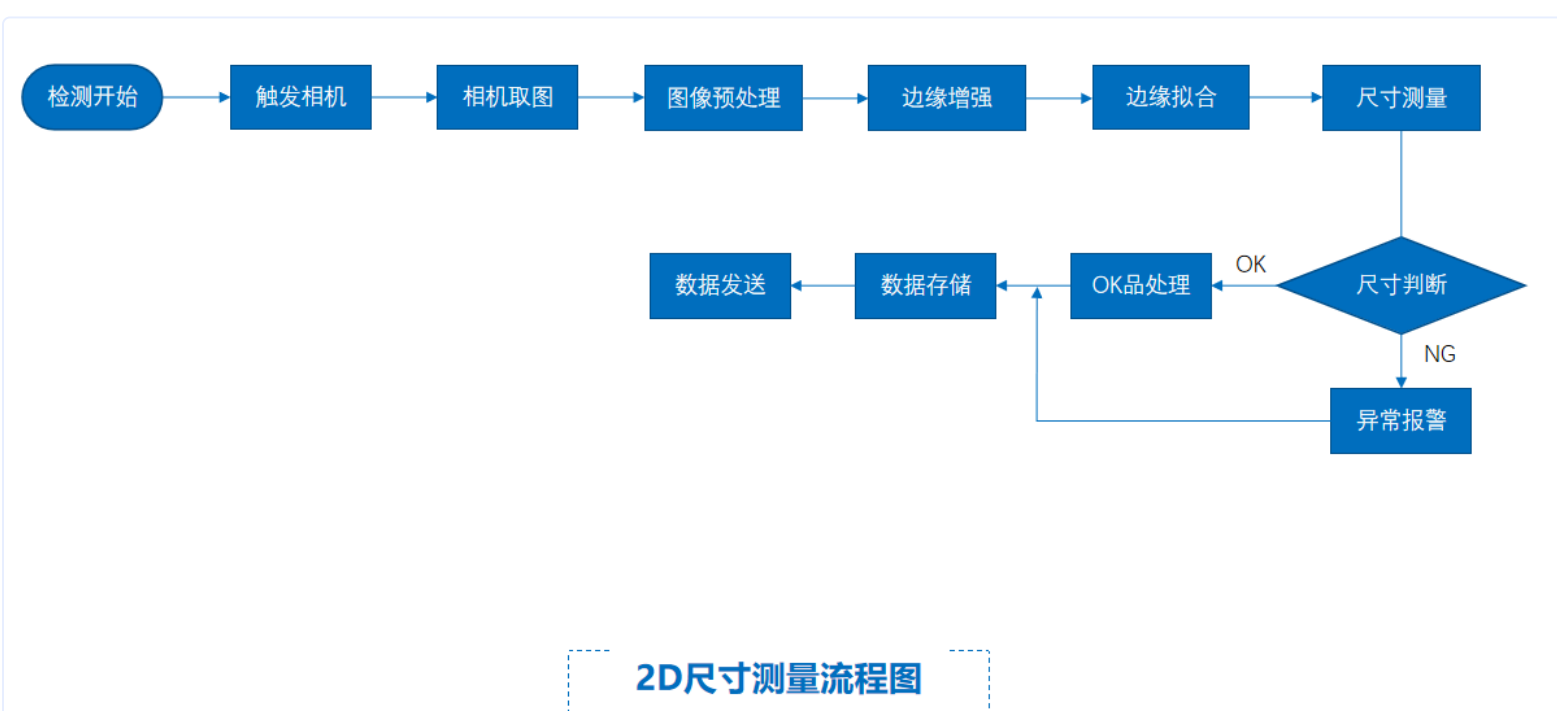 检测开始
触发相机
相机取图
图像预处理
边缘增强
边缘拟合
尺寸测量
数据发送
数据存储
OK品处理
OK
尺寸判断
NG
异常报警
2D尺寸测量流程图